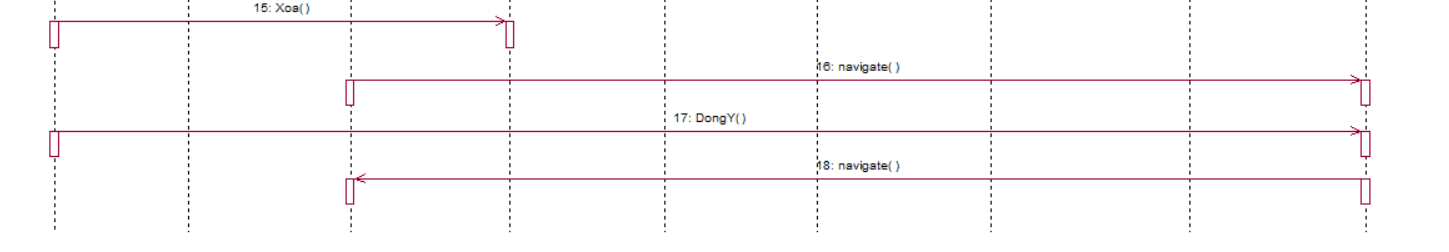 15: Xoa()
16: navigate( )
17: DongY()
18: navigate( )